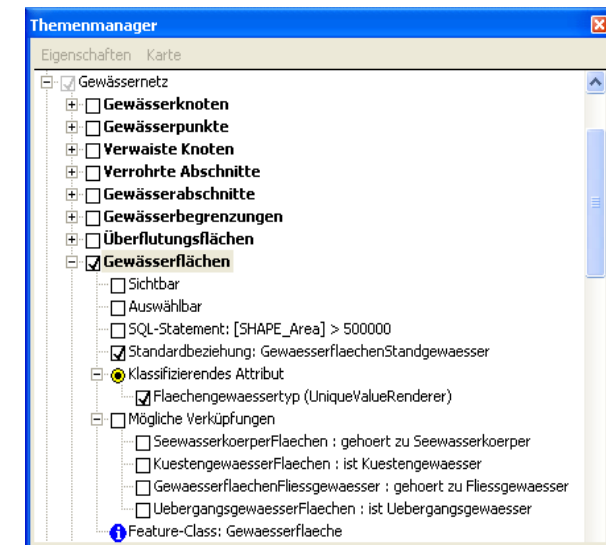 Themenmanager
Eigenschaften Karte
Gewässernetz
Gewässerknoten
Gewässerpunkte
Verwaiste Knoten
Verrohrte Abschnitte
Gewässerabschnitte
Gewässerbegrenzungen
Überflutungsflächen
Gewässerflächen
Sichtbar
Auswählbar
SQL-Statement: [SHAPE_Area] > 500000
Standardbeziehung: GewaesserflaechenStandgewaesser
Klassifizierendes Attribut
Flaechengewaessertyp (UniqueValueRenderer)
Mögliche Verküpfungen
SeewasserkoerperFlaechen : gehoert zu Seewasserkoerper
KuestengewaesserFlaechen : ist Kuestengewaesser
GewaesserflaechenFliessgewaesser : gehoert zu Fliessgewaesser
UebergangsgewaesserFlaechen : ist Uebergangsgewaesser
Feature-Class: Gewaesserflaeche